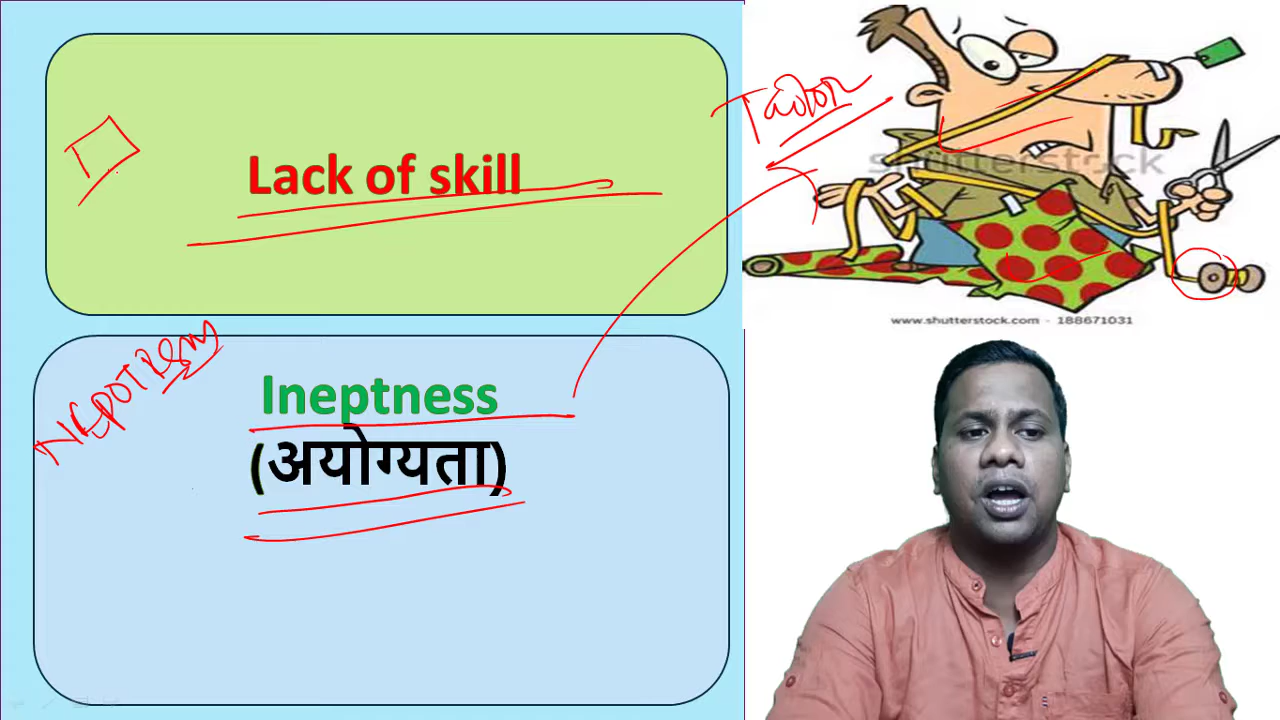 Lack of skill
Tailor
shutterstock
www.shutterstock.com - 188671031
NEPOTISM
Ineptness
(अयोग्यता)